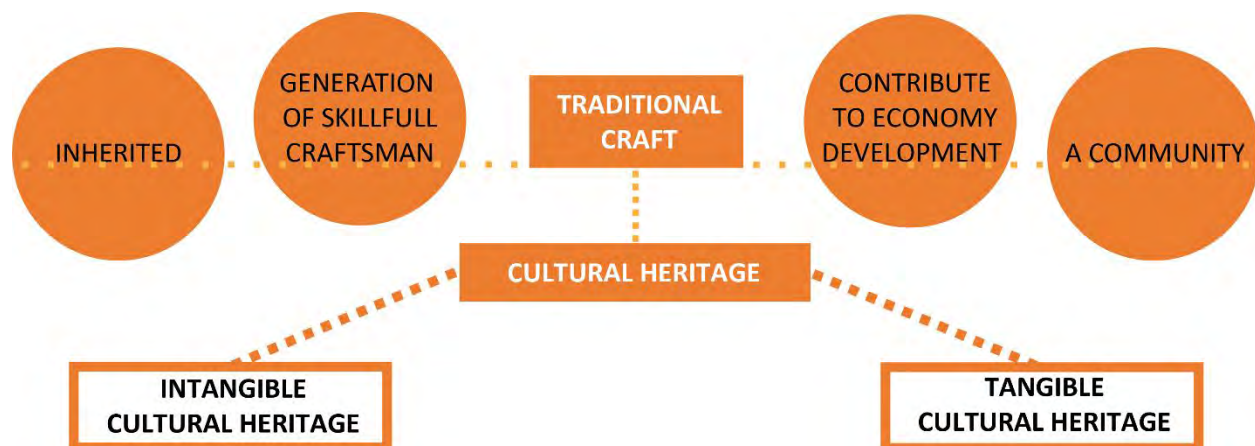 INHERITED
GENERATION
OF SKILLFULL
CRAFTSMAN
TRADITIONAL
CRAFT
CONTRIBUTE
TO ECONOMY
DEVELOPMENT
A COMMUNITY
CULTURAL HERITAGE
INTANGIBLE
CULTURAL HERITAGE
TANGIBLE
CULTURAL HERITAGE